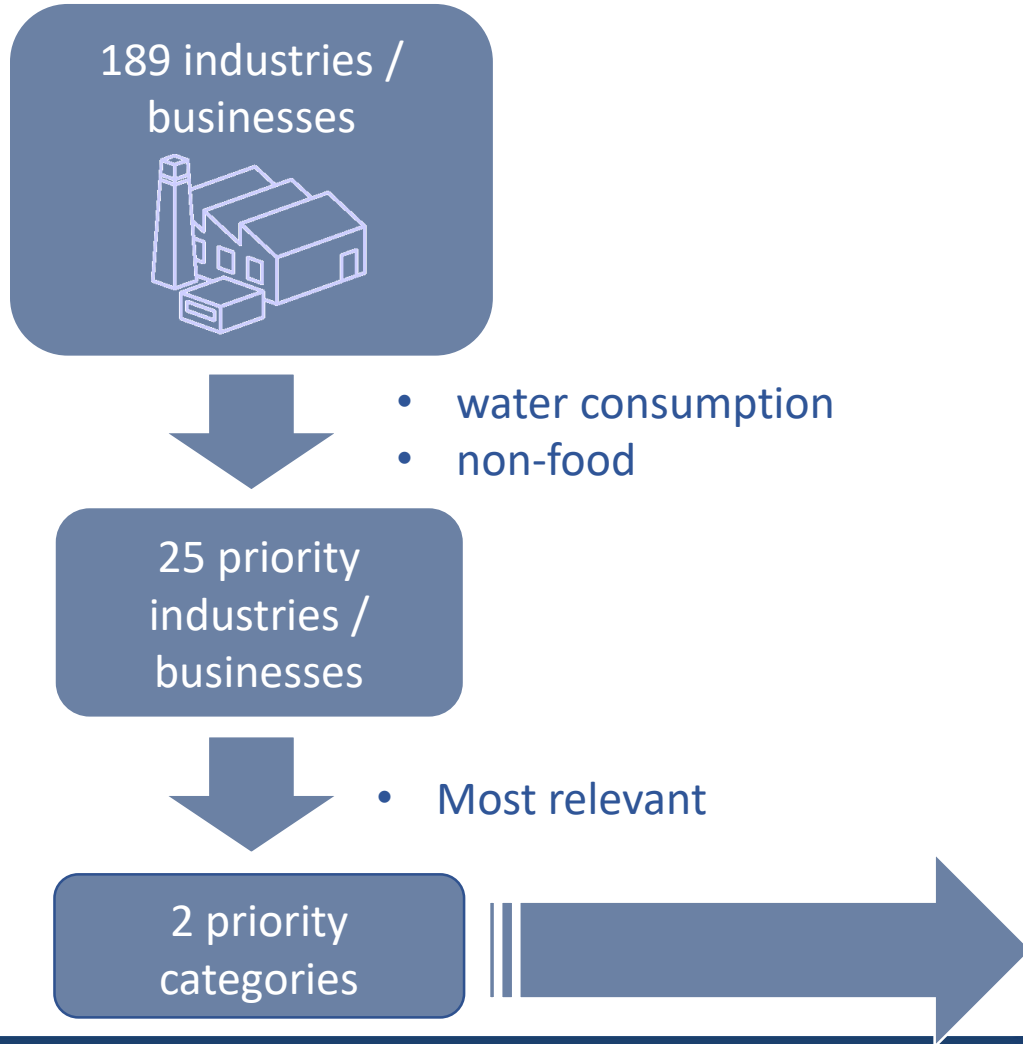 189 industries /
businesses
• water consumption
• non-food
25 priority
industries /
businesses
• Most relevant
2 priority
categories